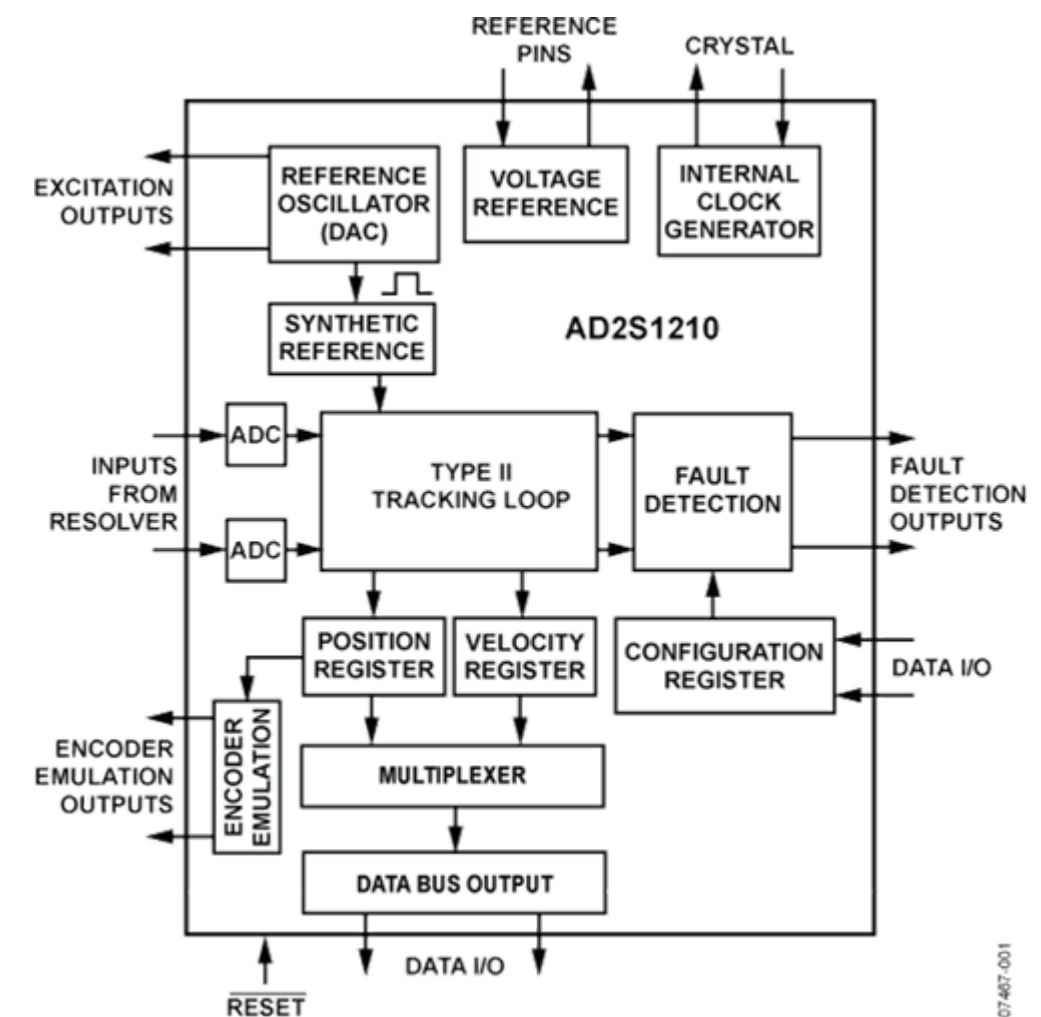 REFERENCE
PINS
CRYSTAL
EXCITATION
OUTPUTS
REFERENCE
OSCILLATOR
(DAC)
VOLTAGE
REFERENCE
INTERNAL
CLOCK
GENERATOR
SYNTHETIC
REFERENCE
AD2S1210
INPUTS
FROM
RESOLVER
ADC
ADC
TYPE II
TRACKING LOOP
FAULT
DETECTION
FAULT
DETECTION
OUTPUTS
POSITION
REGISTER
VELOCITY
REGISTER
CONFIGURATION
REGISTER
DATA I/O
ENCODER
EMULATION
OUTPUTS
ENCODER
EMULATION
MULTIPLEXER
DATA BUS OUTPUT
DATA I/O
RESET
07467-001